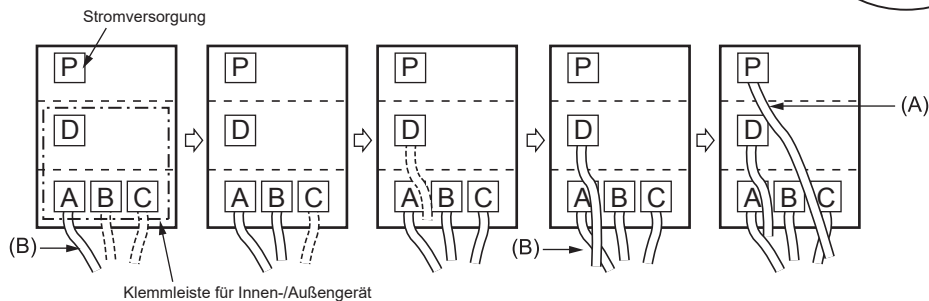 Stromversorgung
P P P P P
(A)
D D D D D
A B C A B C A B C A B C A B C
(B) (B)
Klemmleiste für Innen-/Außengerät